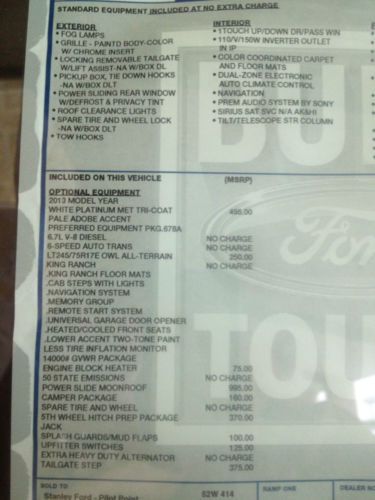 STANDARD EQUIPMENT INCLUDED AT NO EXTRA CHARGE
EXTERIOR
• FOG LAMPS
• GRILLE - PAINTD BODY-COLOR
W/ CHROME INSERT
• LOCKING REMOVABLE TAILGATE
W/LIFT ASSIST-NA W/BOX DEL
• PICKUP BOX, TIE DOWN HOOKS
-NA W/BOX DLT
• POWER SLIDING REAR WINDOW
W/DEFROST & PRIVACY TINT
• ROOF CLEARANCE LIGHTS
• SPARE TIRE AND WHEEL LOCK
-NA W/BOX DLT
• TOW HOOKS
INTERIOR
• 1TOUCH UP/DOWN DR/PASS WIN
• 110V/150W INVERTER OUTLET
IN IP
• COLOR COORDINATED CARPET
AND FLOOR MATS
• DUAL-ZONE ELECTRONIC
AUTO CLIMATE CONTROL
• NAVIGATION
• PREM AUDIO SYSTEM BY SONY
• SIRIUS SAT SVC N/A AK&HI
• TILT/TELESCOPE STR COLUMN
INCLUDED ON THIS VEHICLE (MSRP)
OPTIONAL EQUIPMENT
2013 MODEL YEAR
WHITE PLATINUM MET TRI-COAT 495.00
PALE ADOBE ACCENT
PREFERRED EQUIPMENT PKG.678A
6.7L V-8 DIESEL NO CHARGE
6-SPEED AUTO TRANS NO CHARGE
LT245/75R17E OWL ALL-TERRAIN 250.00
KING RANCH NO CHARGE
.KING RANCH FLOOR MATS
.CAB STEPS WITH LIGHTS
.NAVIGATION SYSTEM
.MEMORY GROUP
.REMOTE START SYSTEM
.UNIVERSAL GARAGE DOOR OPENER
.HEATED/COOLED FRONT SEATS
.LOWER ACCENT TWO-TONE PAINT
LESS TIRE INFLATION MONITOR
14000# GVWR PACKAGE
ENGINE BLOCK HEATER 75.00
50 STATE EMISSIONS NO CHARGE
POWER SLIDE MOONROOF 995.00
CAMPER PACKAGE 160.00
SPARE TIRE AND WHEEL NO CHARGE
5TH WHEEL HITCH PREP PACKAGE 370.00
JACK
SPLASH GUARDS/MUD FLAPS 100.00
UPFITTER SWITCHES 125.00
EXTRA HEAVY DUTY ALTERNATOR NO CHARGE
TAILGATE STEP 375.00
Ford
SOLD TO
Stanley Ford - Pilot Point
52W 414
RAMP ONE
DEALER NO